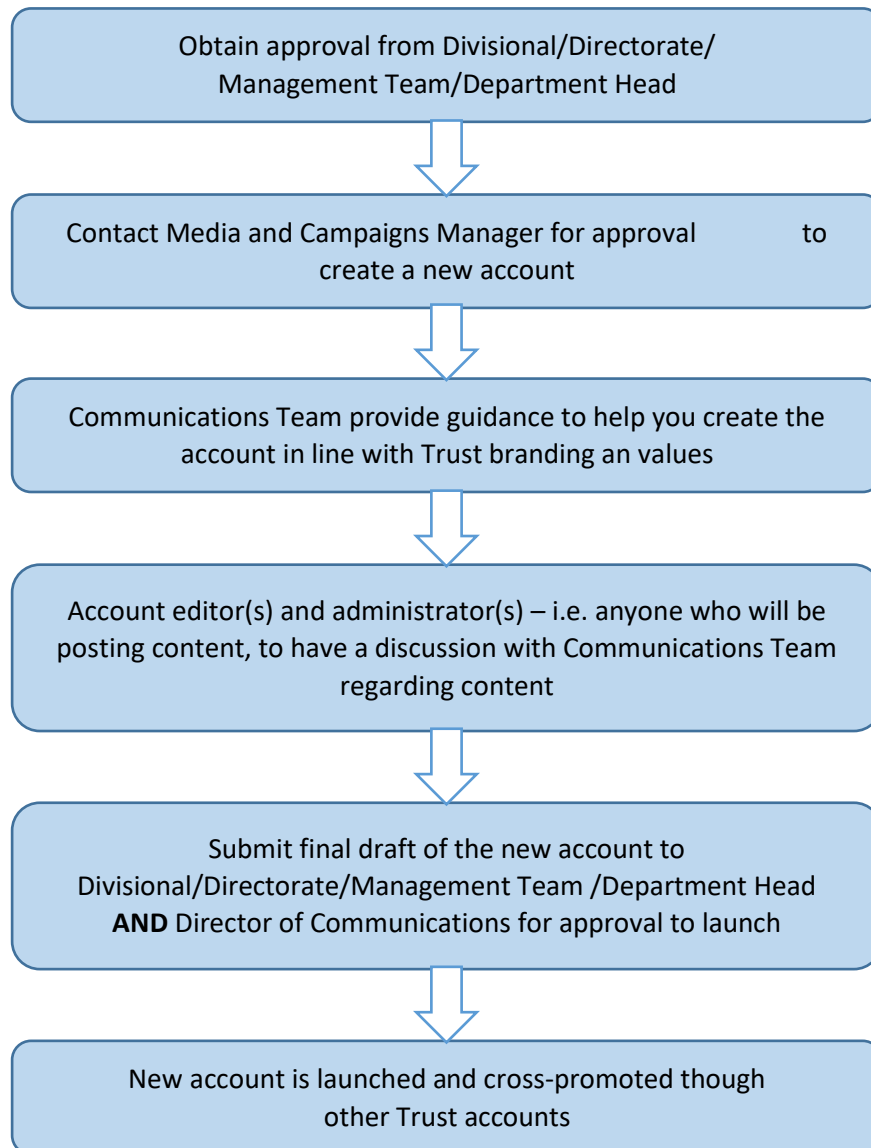 Obtain approval from Divisional/Directorate/
Management Team/Department Head
Contact Media and Campaigns Manager for approval to
create a new account
Communications Team provide guidance to help you create the
account in line with Trust branding an values
Account editor(s) and administrator(s) – i.e. anyone who will be
posting content, to have a discussion with Communications Team
regarding content
Submit final draft of the new account to
Divisional/Directorate/Management Team /Department Head
AND Director of Communications for approval to launch
New account is launched and cross-promoted though
other Trust accounts